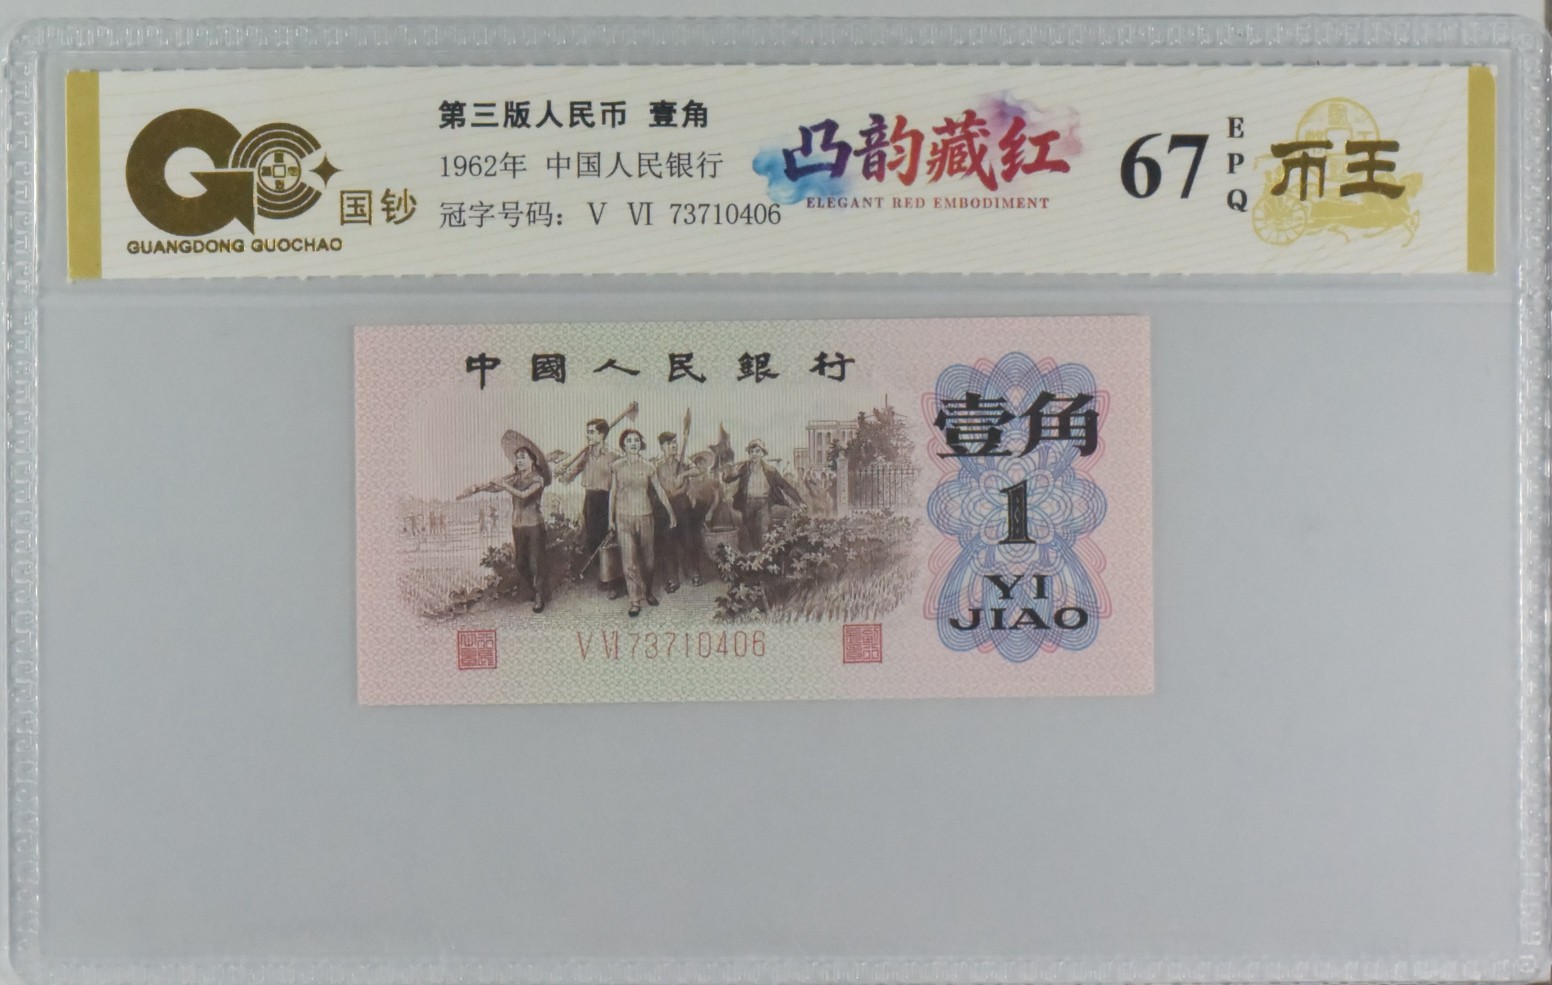 第三版人民币 壹角
1962年 中国人民银行
冠字号码: Ⅴ Ⅵ 73710406
国钞
GUANGDONG GUOCHAO
凸韵藏红
ELEGANT RED EMBODIMENT
67
EPQ
币王
中國人民銀行
壹角
1
YI
JIAO
Ⅴ Ⅵ 73710406